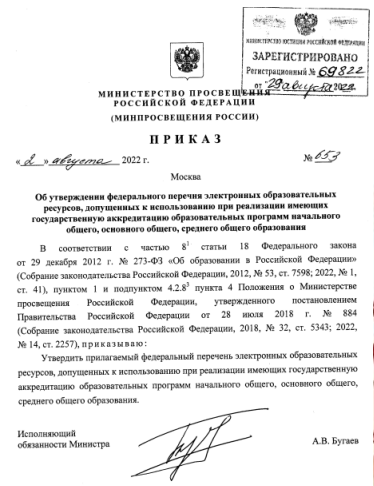 МИНИСТЕРСТВО ЮСТИЦИИ РОССИЙСКОЙ ФЕДЕРАЦИИ
ЗАРЕГИСТРИРОВАНО
Регистрационный № 69822
от "29 августа 2022
МИНИСТЕРСТВО ПРОСВЕЩЕНИЯ
РОССИЙСКОЙ ФЕДЕРАЦИИ
(МИНПРОСВЕЩЕНИЯ РОССИИ)
ПРИКАЗ
« 2 » августа 2022 г. № 653
Москва
Об утверждении федерального перечня электронных образовательных
ресурсов, допущенных к использованию при реализации имеющих
государственную аккредитацию образовательных программ начального
общего, основного общего, среднего общего образования
В соответствии с частью 8¹ статьи 18 Федерального закона
от 29 декабря 2012 г. № 273-ФЗ «Об образовании в Российской Федерации»
(Собрание законодательства Российской Федерации, 2012, № 53, ст. 7598; 2022, № 1,
ст. 41), пунктом 1 и подпунктом 4.2.8³ пункта 4 Положения о Министерстве
просвещения Российской Федерации, утвержденного постановлением
Правительства Российской Федерации от 28 июля 2018 г. № 884
(Собрание законодательства Российской Федерации, 2018, № 32, ст. 5343; 2022,
№ 14, ст. 2257), приказываю:
Утвердить прилагаемый федеральный перечень электронных образовательных
ресурсов, допущенных к использованию при реализации имеющих государственную
аккредитацию образовательных программ начального общего, основного общего,
среднего общего образования.
Исполняющий
обязанности Министра А.В. Бугаев